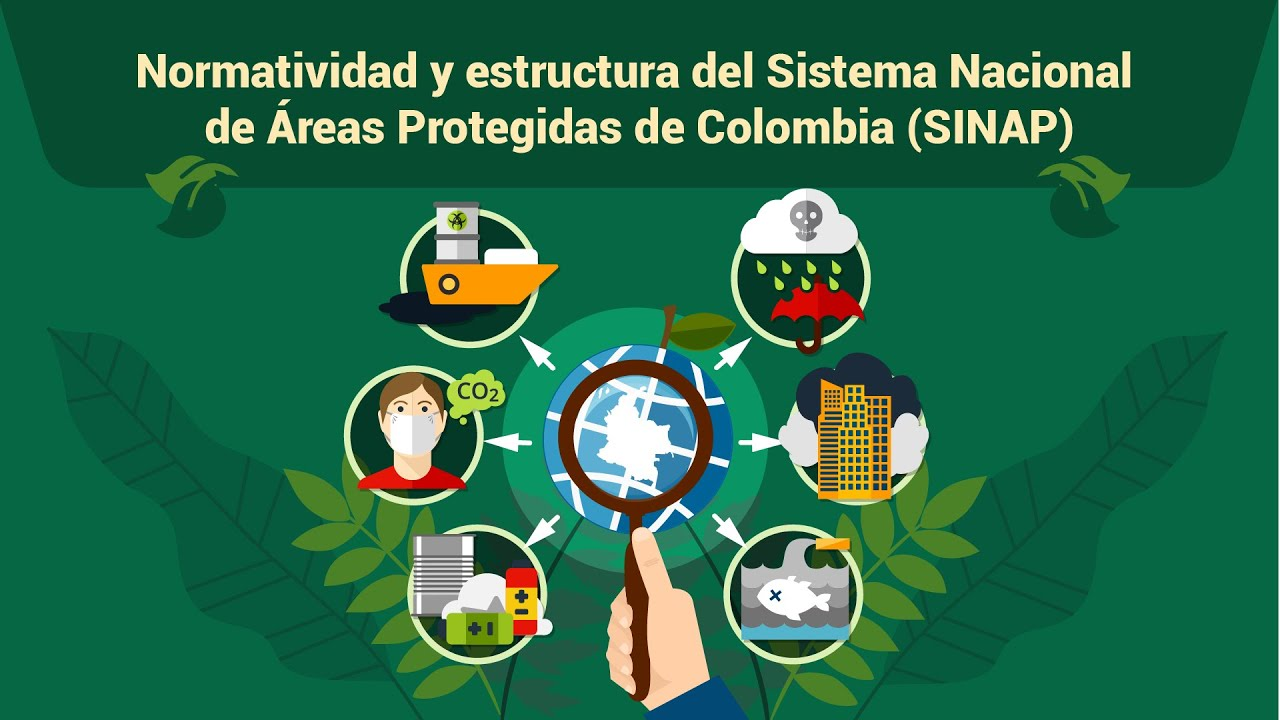 Normatividad y estructura del Sistema Nacional
de Áreas Protegidas de Colombia (SINAP)
CO₂